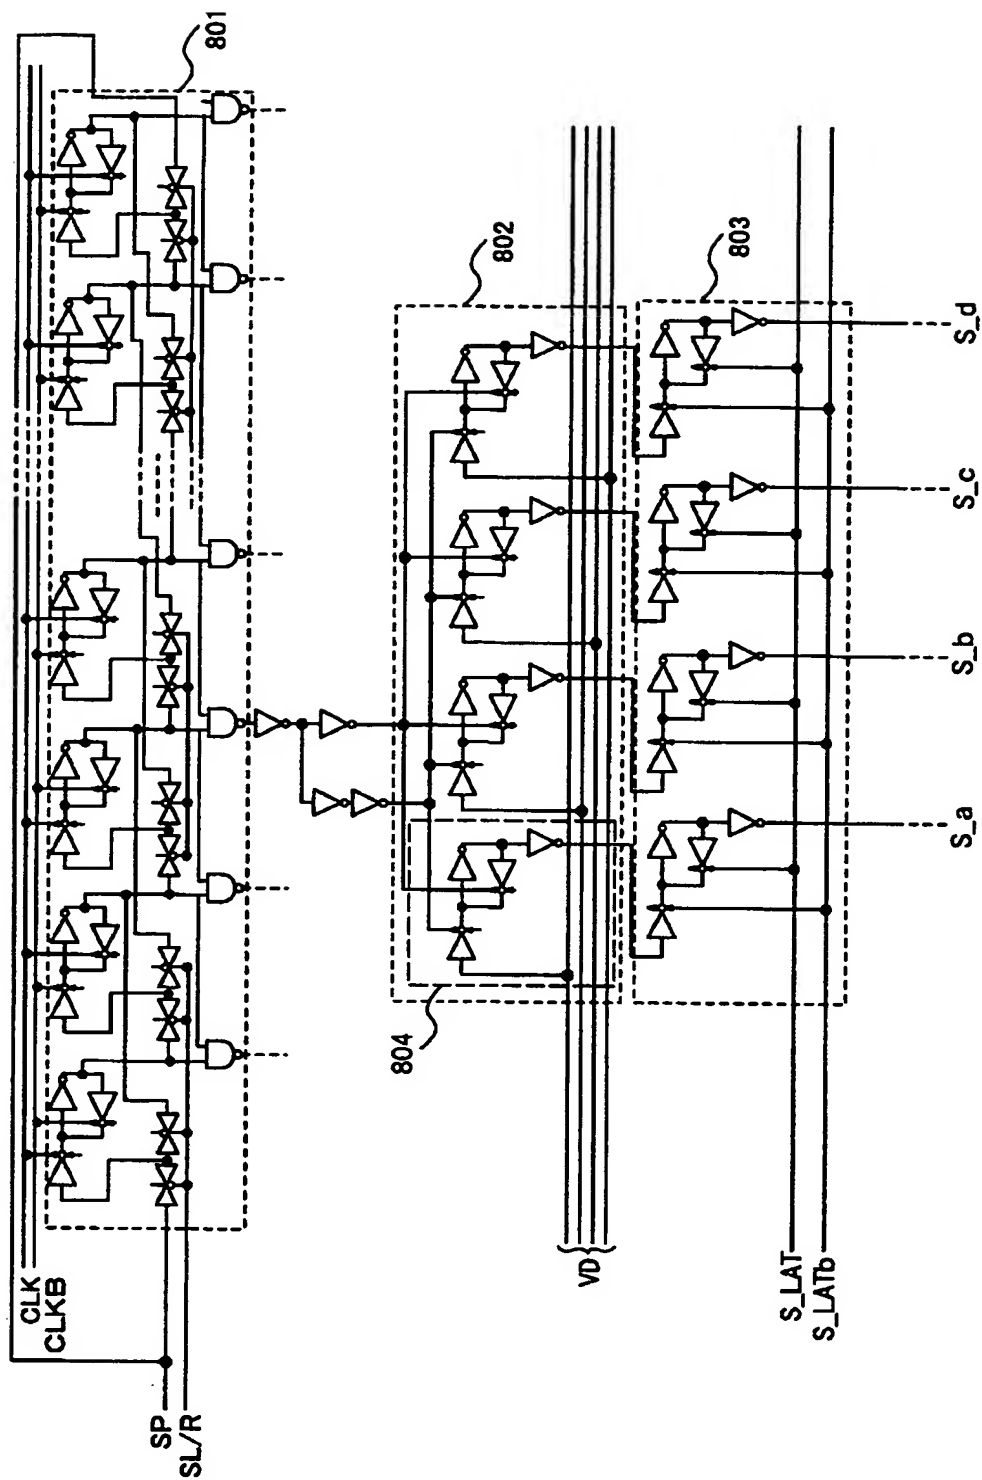 801
CLK
CLKB
SP
SL/R
802
804
VD
803
S_LAT
S_LATb
S_a
S_b
S_c
S_d